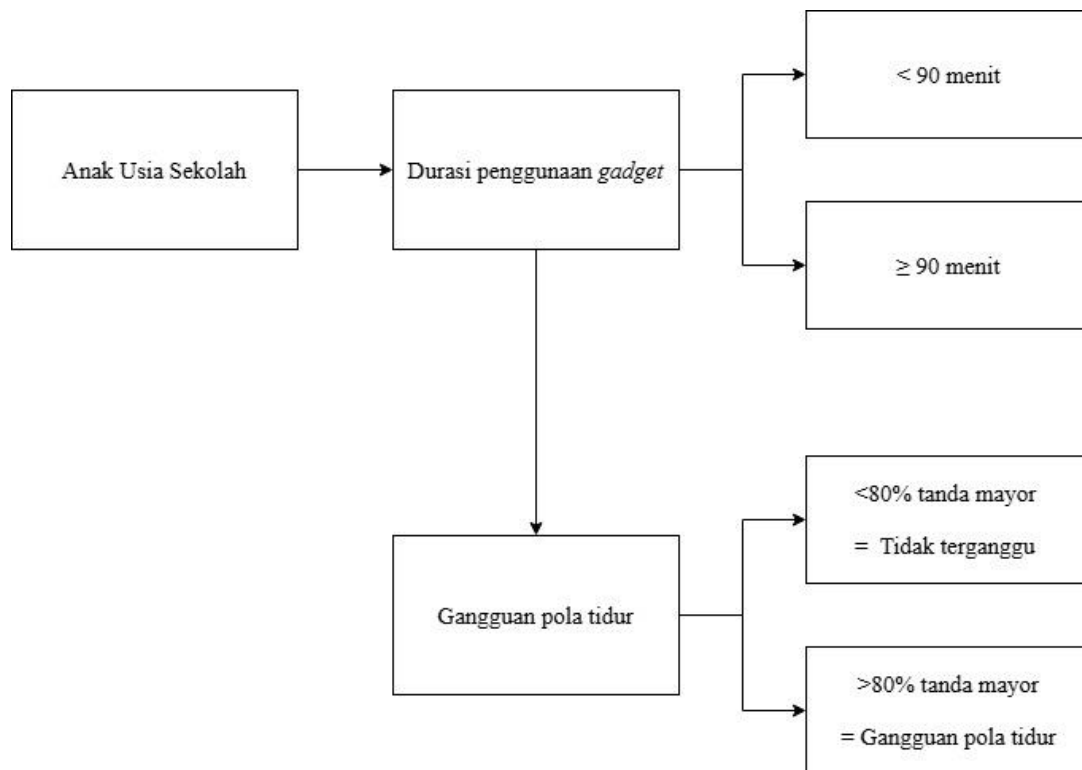 Anak Usia Sekolah
Durasi penggunaan gadget
< 90 menit
≥ 90 menit
Gangguan pola tidur
<80% tanda mayor
= Tidak terganggu
>80% tanda mayor
= Gangguan pola tidur